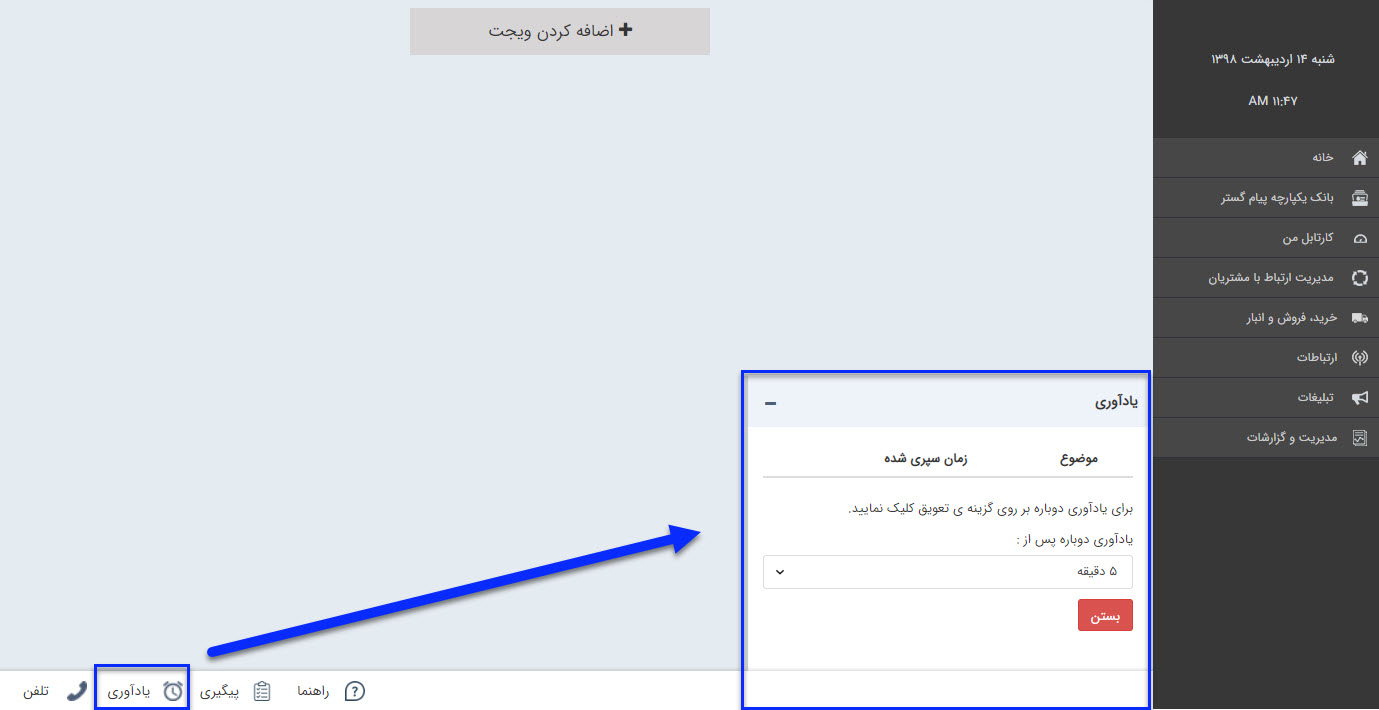 شنبه ۱۴ اردیبهشت ۱۳۹۸
۱۱:۴۷ AM
خانه
بانک یکپارچه پیام گستر
کارتابل من
مدیریت ارتباط با مشتریان
خرید، فروش و انبار
ارتباطات
تبلیغات
مدیریت و گزارشات
اضافه کردن ویجت
یادآوری
موضوع زمان سپری شده
برای یادآوری دوباره بر روی گزینه ی تعویق کلیک نمایید.
یادآوری دوباره پس از :
۵ دقیقه
بستن
راهنما پیگیری یادآوری تلفن